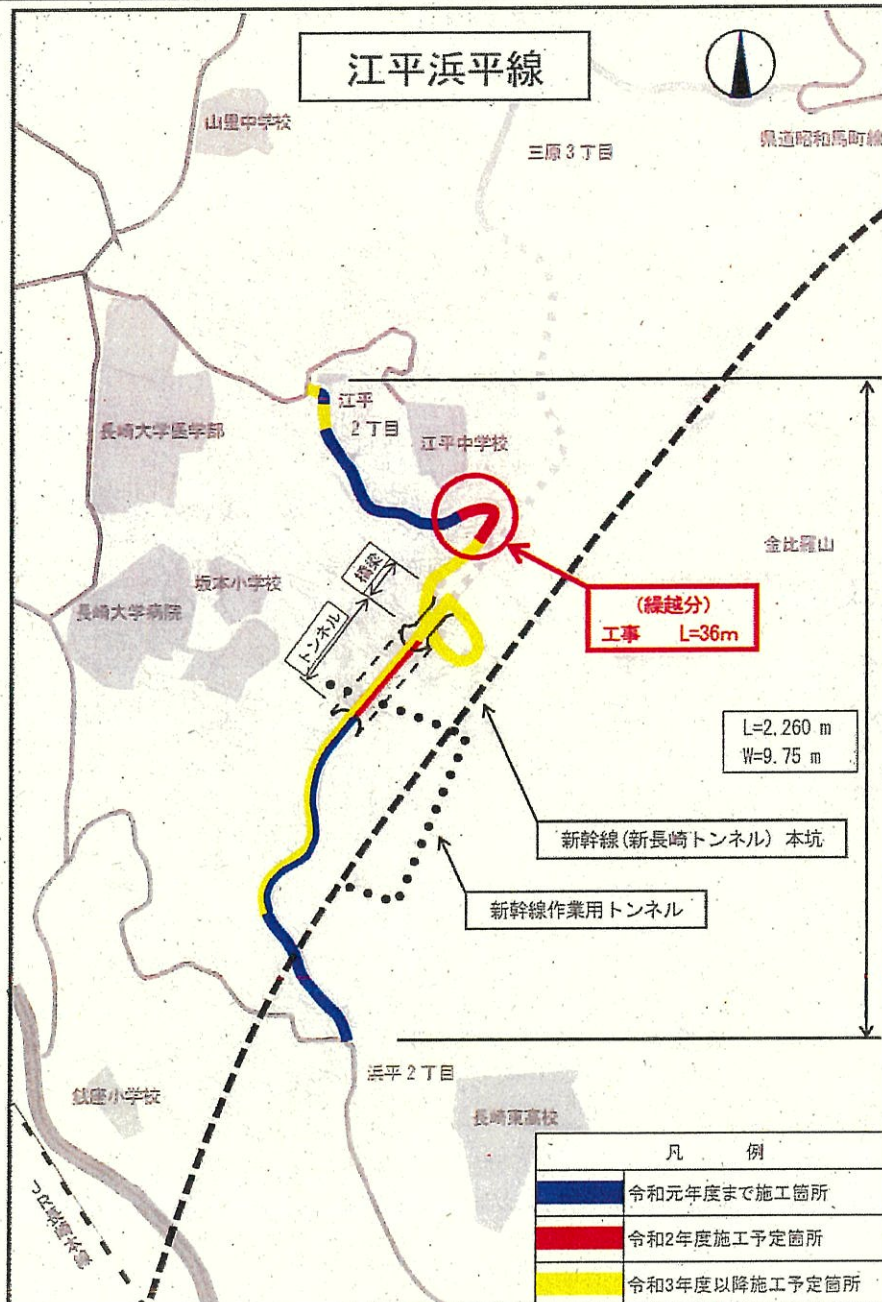 江平浜平線
山里中学校
三原3丁目
県道昭和馬町線
江平
2丁目
江平中学校
長崎大学医学部
金比羅山
橋梁
坂本小学校
長崎大学病院
トンネル
(繰越分)
工事 L=36m
L=2,260 m
W=9.75 m
新幹線(新長崎トンネル) 本坑
新幹線作業用トンネル
浜平2丁目
銭座小学校
長崎東高校
JR長崎本線
凡 例
令和元年度まで施工箇所
令和2年度施工予定箇所
令和3年度以降施工予定箇所